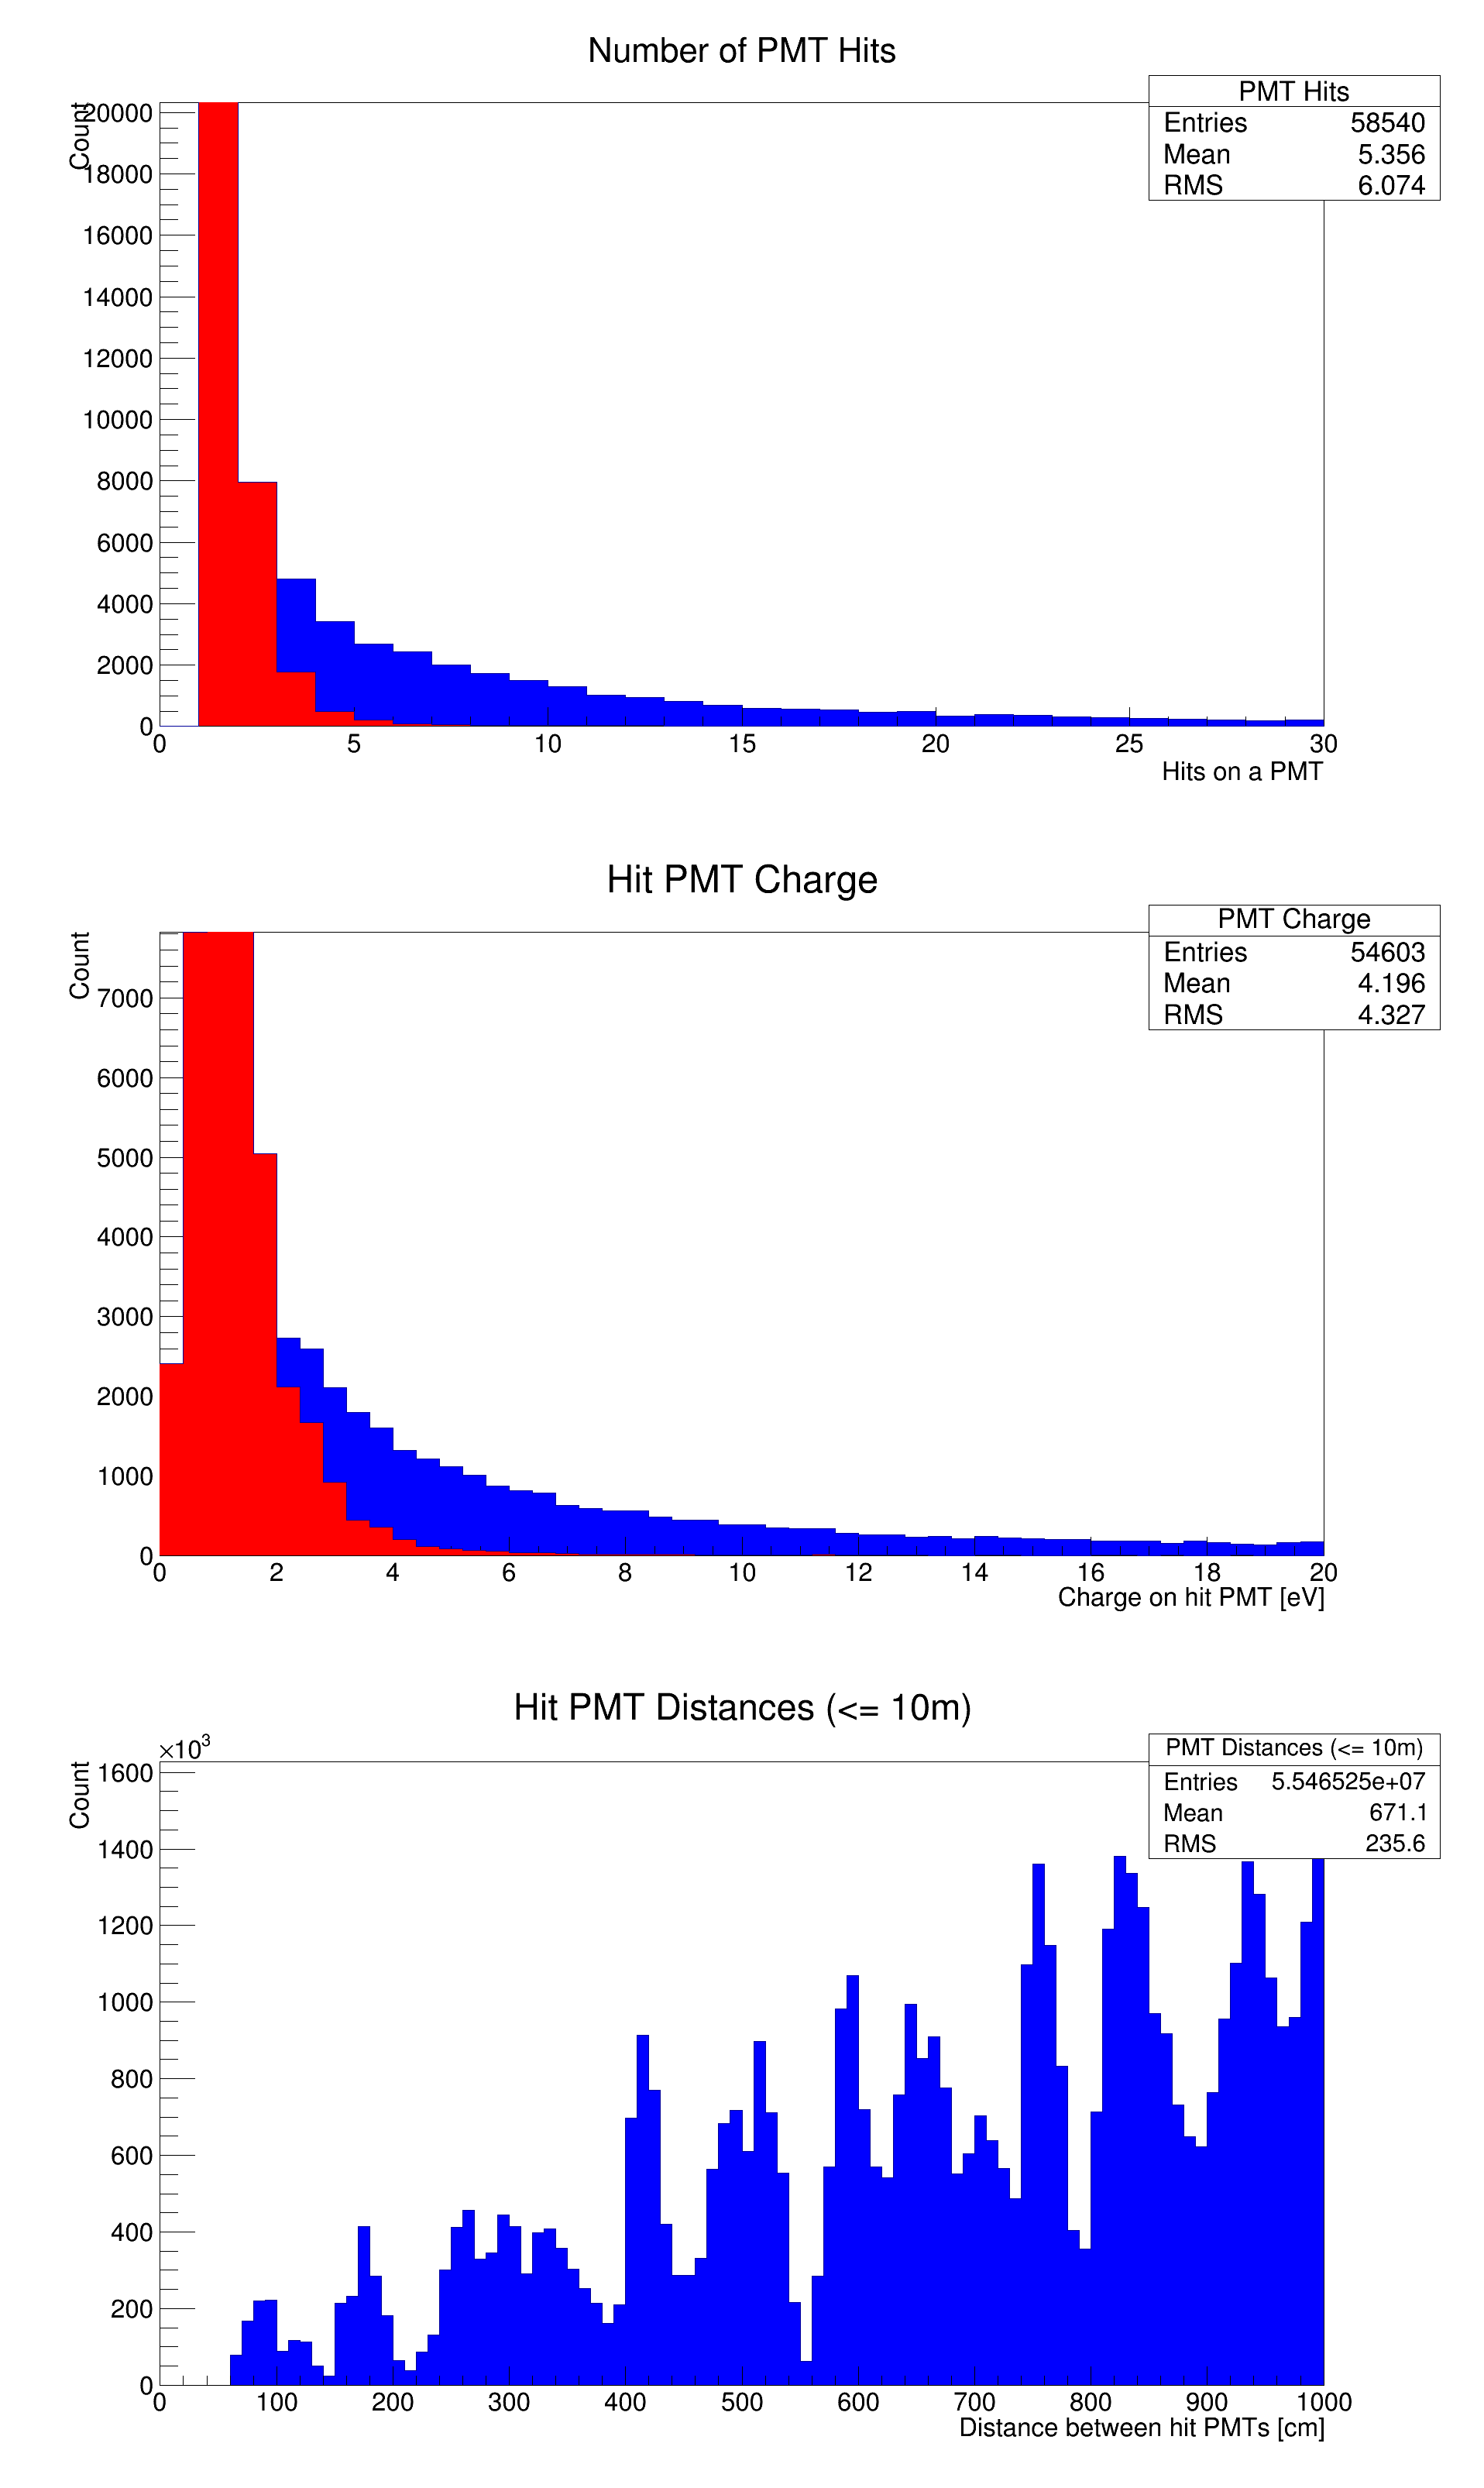 Number of PMT Hits
PMT Hits
Entries 58540
Mean 5.356
RMS 6.074
Count
20000
18000
16000
14000
12000
10000
8000
6000
4000
2000
0
0 5 10 15 20 25 30
Hits on a PMT
Hit PMT Charge
PMT Charge
Entries 54603
Mean 4.196
RMS 4.327
Count
7000
6000
5000
4000
3000
2000
1000
0
0 2 4 6 8 10 12 14 16 18 20
Charge on hit PMT [eV]
Hit PMT Distances (<= 10m)
PMT Distances (<= 10m)
Entries 5.546525e+07
Mean 671.1
RMS 235.6
×10³
Count
1600
1400
1200
1000
800
600
400
200
0
0 100 200 300 400 500 600 700 800 900 1000
Distance between hit PMTs [cm]